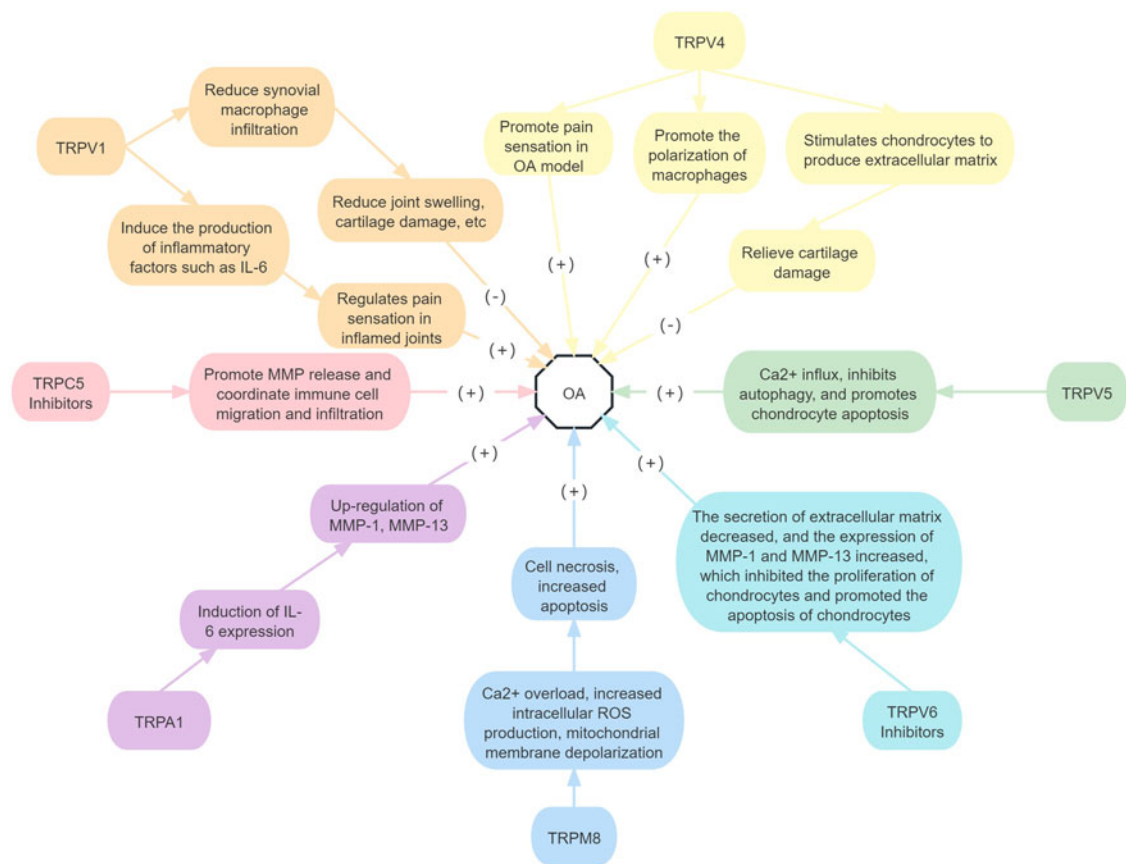 TRPV4
Reduce synovial
macrophage
infiltration
TRPV1
Promote pain
sensation in
OA model
Promote the
polarization of
macrophages
Stimulates chondrocytes to
produce extracellular matrix
Reduce joint swelling,
cartilage damage, etc
Induce the production
of inflammatory
factors such as IL-6
Relieve cartilage
damage
(+)
(+)
(-)
Regulates pain
sensation in
inflamed joints
(-)
(+)
TRPC5
Inhibitors
Promote MMP release and
coordinate immune cell
migration and infiltration
(+)
OA
(+)
Ca2+ influx, inhibits
autophagy, and promotes
chondrocyte apoptosis
TRPV5
(+)
(+)
(+)
Up-regulation of
MMP-1, MMP-13
The secretion of extracellular matrix
decreased, and the expression of
MMP-1 and MMP-13 increased,
which inhibited the proliferation of
chondrocytes and promoted the
apoptosis of chondrocytes
Cell necrosis,
increased
apoptosis
Induction of IL-
6 expression
Ca2+ overload, increased
intracellular ROS
production, mitochondrial
membrane depolarization
TRPA1
TRPV6
Inhibitors
TRPM8